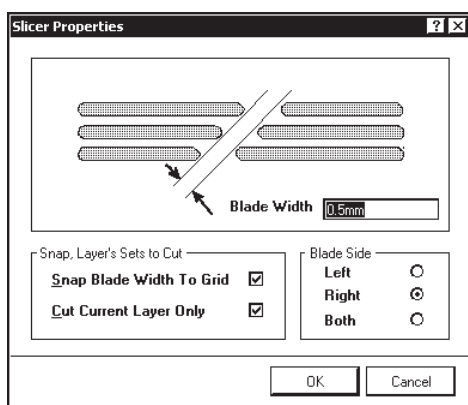 Slicer Properties
Blade Width 0.5mm
Snap, Layer's Sets to Cut
Snap Blade Width To Grid
Cut Current Layer Only
Blade Side
Left
Right
Both
OK Cancel